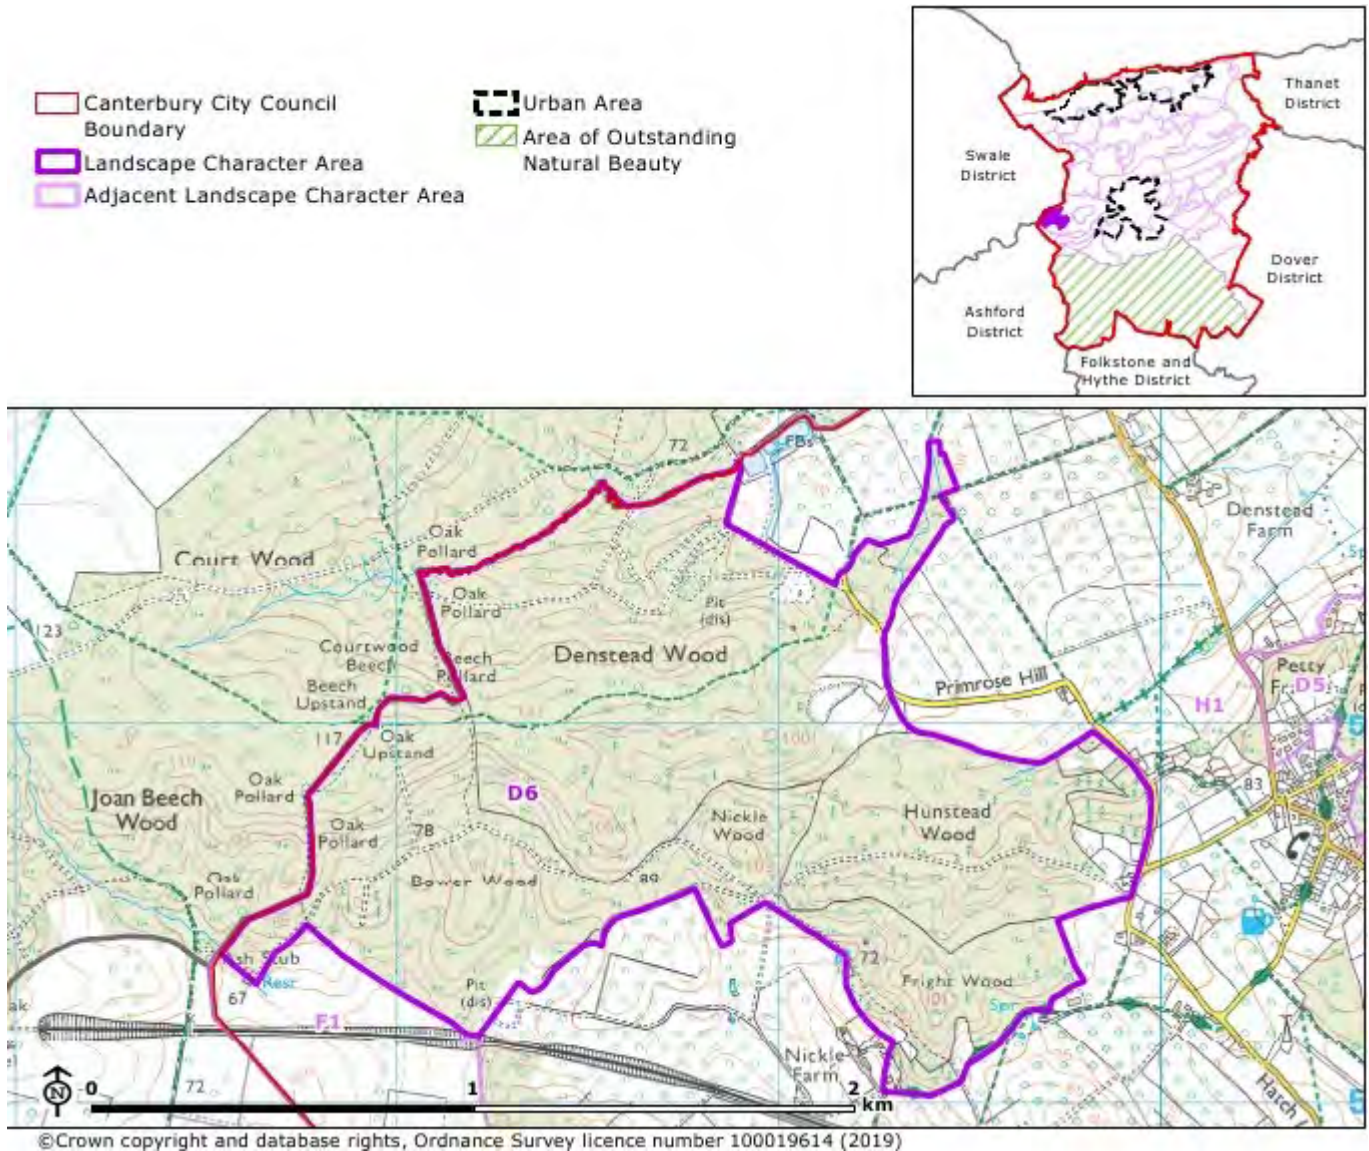 Canterbury City Council
Boundary
Landscape Character Area
Adjacent Landscape Character Area
Urban Area
Area of Outstanding
Natural Beauty
Thanet
District
Swale
District
Dover
District
Ashford
District
Folkstone and
Hythe District
72
FBs
Oak
Pollard
Court Wood
Denstead
Farm
Oak
Pollard
Pit
(dis)
123
Courtwood
Beech
Beech
Pollard
Denstead Wood
Petty
D5
Beech
Upstand
Primrose Hill
H1
117
Oak
Upstand
Oak
Pollard
Joan Beech
Wood
D6
83
Oak
Pollard
78
Nickle
Wood
Hunstead
Wood
Oak
Pollard
Bower Wood
89
Ash Stub
Resr
67
72
Fright Wood
Pit
(dis)
F1
Nickle
Farm
72
N
0
1
2
km
Hatch
©Crown copyright and database rights, Ordnance Survey licence number 100019614 (2019)